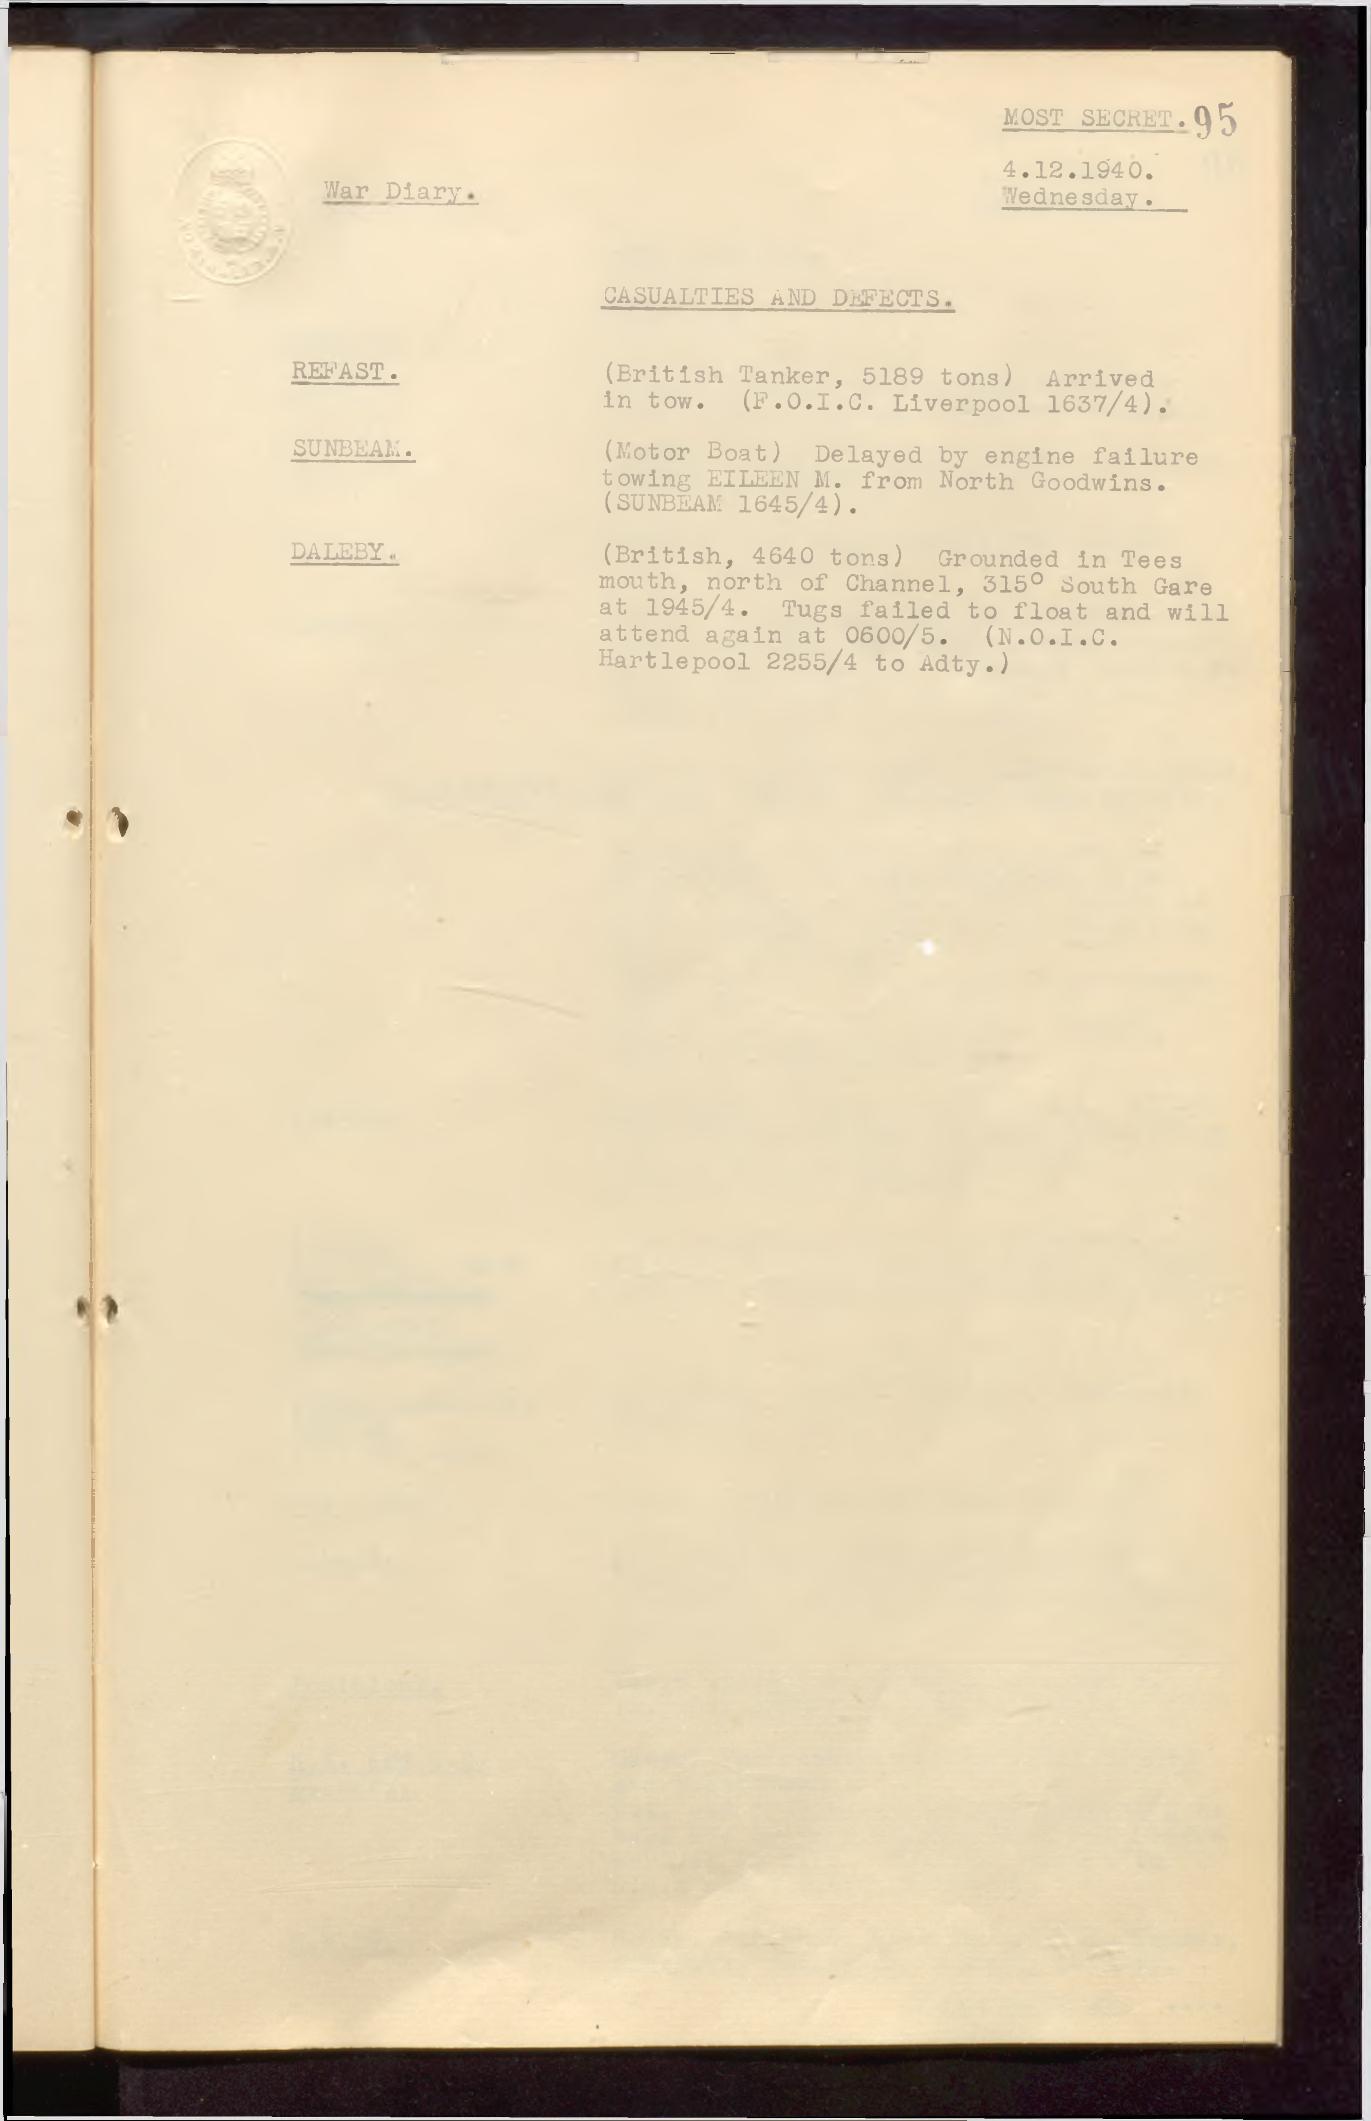 MOST SECRET. 95
4.12.1940.
War Diary.
Wednesday.
CASUALTIES AND DEFECTS.
REFAST. (British Tanker, 5189 tons) Arrived
in tow. (F.O.I.C. Liverpool 1637/4).
SUNBEAM. (Motor Boat) Delayed by engine failure
towing EILEEN M. from North Goodwins.
(SUNBEAM 1645/4).
DALEBY. (British, 4640 tons) Grounded in Tees
mouth, north of Channel, 315° South Gare
at 1945/4. Tugs failed to float and will
attend again at 0600/5. (N.O.I.C.
Hartlepool 2255/4 to Adty.)